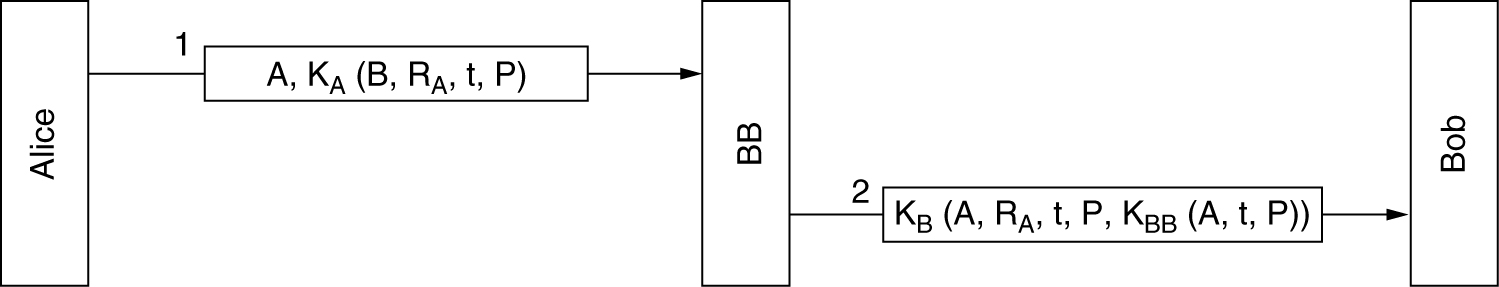 Alice
1
A, K_A (B, R_A, t, P)
BB
2
K_B (A, R_A, t, P, K_BB (A, t, P))
Bob